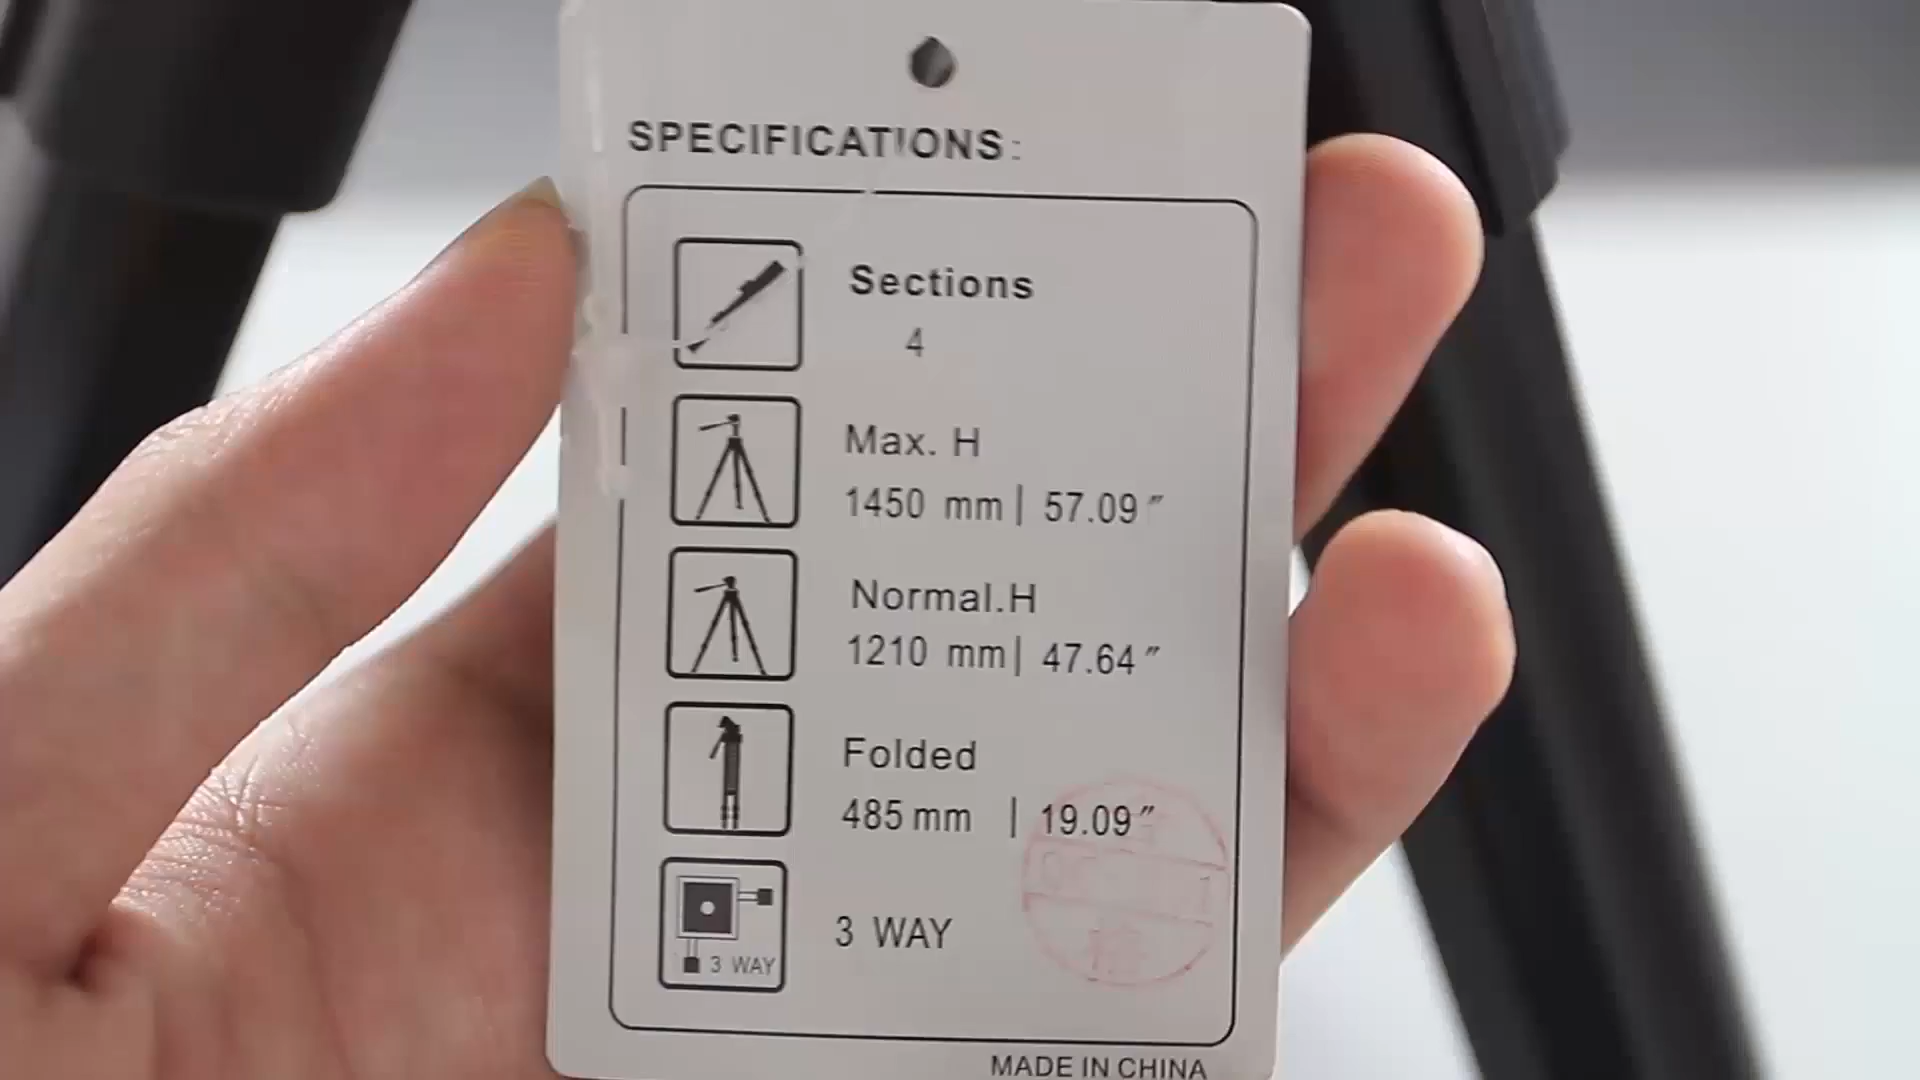 SPECIFICATIONS:
Sections
4
Max. H
1450 mm | 57.09″
Normal.H
1210 mm | 47.64″
Folded
485 mm | 19.09″
3 WAY
3 WAY
MADE IN CHINA